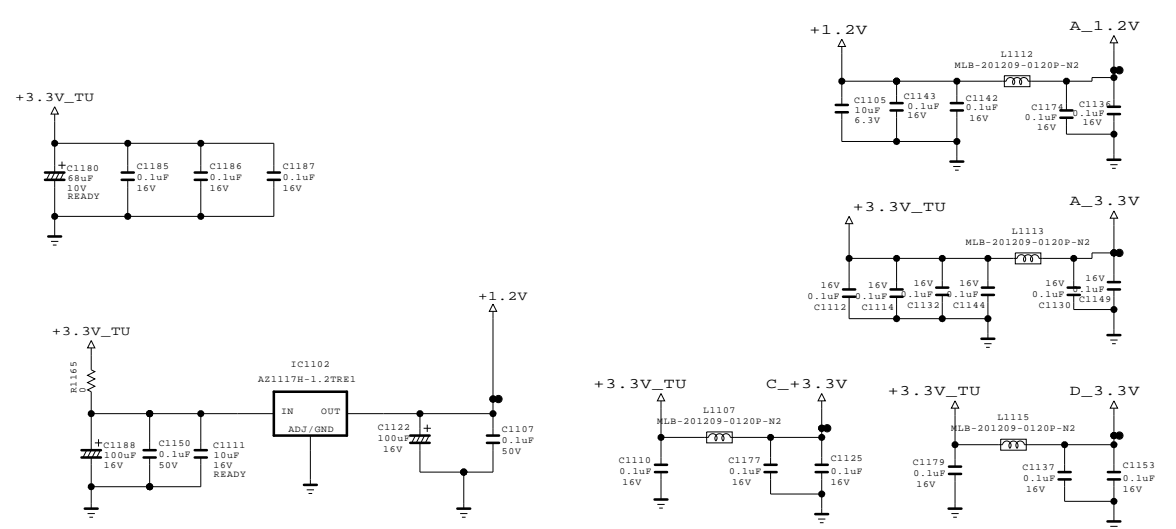 +3.3V_TU
C1180
68uF
10V
READY
C1185
0.1uF
16V
C1186
0.1uF
16V
C1187
0.1uF
16V
+1.2V
A_1.2V
L1112
MLB-201209-0120P-N2
C1105
10uF
6.3V
C1143
0.1uF
16V
C1142
0.1uF
16V
C1174
0.1uF
16V
C1136
0.1uF
16V
+3.3V_TU
A_3.3V
L1113
MLB-201209-0120P-N2
16V
0.1uF
C1112
16V
0.1uF
C1114
16V
0.1uF
C1132
16V
0.1uF
C1144
16V
0.1uF
C1130
16V
0.1uF
C1149
+3.3V_TU
R1165
0
+1.2V
IC1102
AZ1117H-1.2TRE1
IN
OUT
ADJ/GND
C1188
100uF
16V
C1150
0.1uF
50V
C1111
10uF
16V
READY
C1122
100uF
16V
C1107
0.1uF
50V
+3.3V_TU
C_+3.3V
L1107
MLB-201209-0120P-N2
C1110
0.1uF
16V
C1177
0.1uF
16V
C1125
0.1uF
16V
+3.3V_TU
D_3.3V
L1115
MLB-201209-0120P-N2
C1179
0.1uF
16V
C1137
0.1uF
16V
C1153
0.1uF
16V